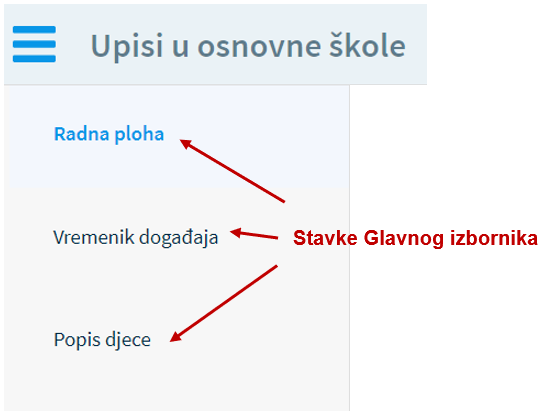 Upisi u osnovne škole
Radna ploha
Vremenik događaja
Stavke Glavnog izbornika
Popis djece